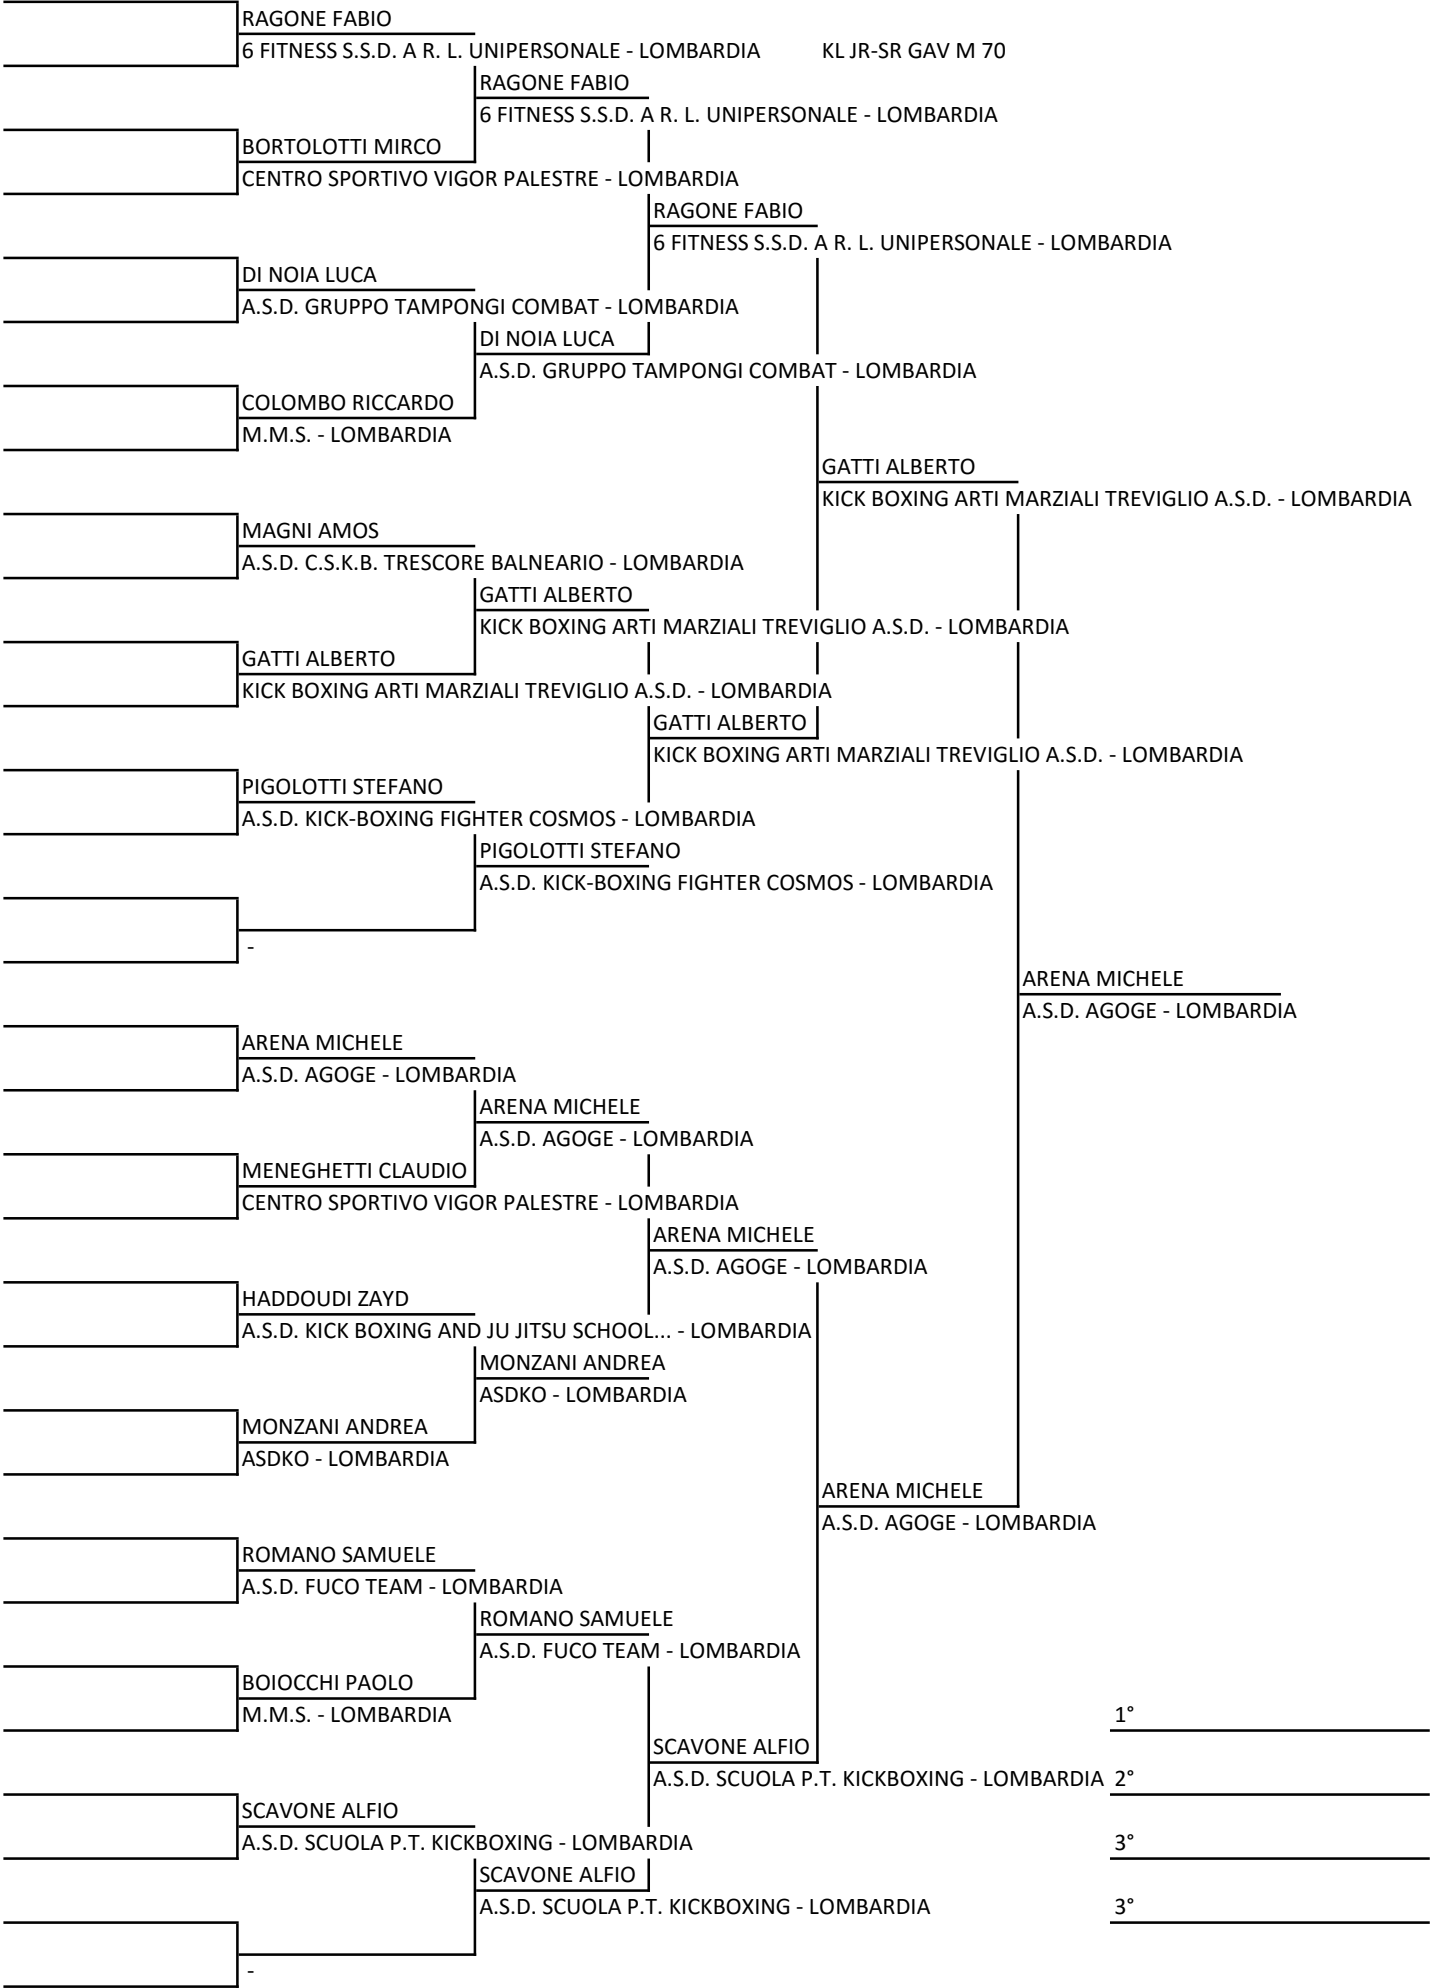 RAGONE FABIO
6 FITNESS S.S.D. A R. L. UNIPERSONALE - LOMBARDIA KL JR-SR GAV M 70
RAGONE FABIO
6 FITNESS S.S.D. A R. L. UNIPERSONALE - LOMBARDIA
BORTOLOTTI MIRCO
CENTRO SPORTIVO VIGOR PALESTRE - LOMBARDIA
RAGONE FABIO
6 FITNESS S.S.D. A R. L. UNIPERSONALE - LOMBARDIA
DI NOIA LUCA
A.S.D. GRUPPO TAMPONGI COMBAT - LOMBARDIA
DI NOIA LUCA
A.S.D. GRUPPO TAMPONGI COMBAT - LOMBARDIA
COLOMBO RICCARDO
M.M.S. - LOMBARDIA
GATTI ALBERTO
KICK BOXING ARTI MARZIALI TREVIGLIO A.S.D. - LOMBARDIA
MAGNI AMOS
A.S.D. C.S.K.B. TRESCORE BALNEARIO - LOMBARDIA
GATTI ALBERTO
KICK BOXING ARTI MARZIALI TREVIGLIO A.S.D. - LOMBARDIA
GATTI ALBERTO
KICK BOXING ARTI MARZIALI TREVIGLIO A.S.D. - LOMBARDIA
GATTI ALBERTO
KICK BOXING ARTI MARZIALI TREVIGLIO A.S.D. - LOMBARDIA
PIGOLOTTI STEFANO
A.S.D. KICK-BOXING FIGHTER COSMOS - LOMBARDIA
PIGOLOTTI STEFANO
A.S.D. KICK-BOXING FIGHTER COSMOS - LOMBARDIA
-
ARENA MICHELE
A.S.D. AGOGE - LOMBARDIA
ARENA MICHELE
A.S.D. AGOGE - LOMBARDIA
ARENA MICHELE
A.S.D. AGOGE - LOMBARDIA
MENEGHETTI CLAUDIO
CENTRO SPORTIVO VIGOR PALESTRE - LOMBARDIA
ARENA MICHELE
A.S.D. AGOGE - LOMBARDIA
HADDOUDI ZAYD
A.S.D. KICK BOXING AND JU JITSU SCHOOL... - LOMBARDIA
MONZANI ANDREA
ASDKO - LOMBARDIA
MONZANI ANDREA
ASDKO - LOMBARDIA
ARENA MICHELE
A.S.D. AGOGE - LOMBARDIA
ROMANO SAMUELE
A.S.D. FUCO TEAM - LOMBARDIA
ROMANO SAMUELE
A.S.D. FUCO TEAM - LOMBARDIA
BOIOCCHI PAOLO
M.M.S. - LOMBARDIA 1°
SCAVONE ALFIO
A.S.D. SCUOLA P.T. KICKBOXING - LOMBARDIA 2°
SCAVONE ALFIO
A.S.D. SCUOLA P.T. KICKBOXING - LOMBARDIA 3°
SCAVONE ALFIO
A.S.D. SCUOLA P.T. KICKBOXING - LOMBARDIA 3°
-